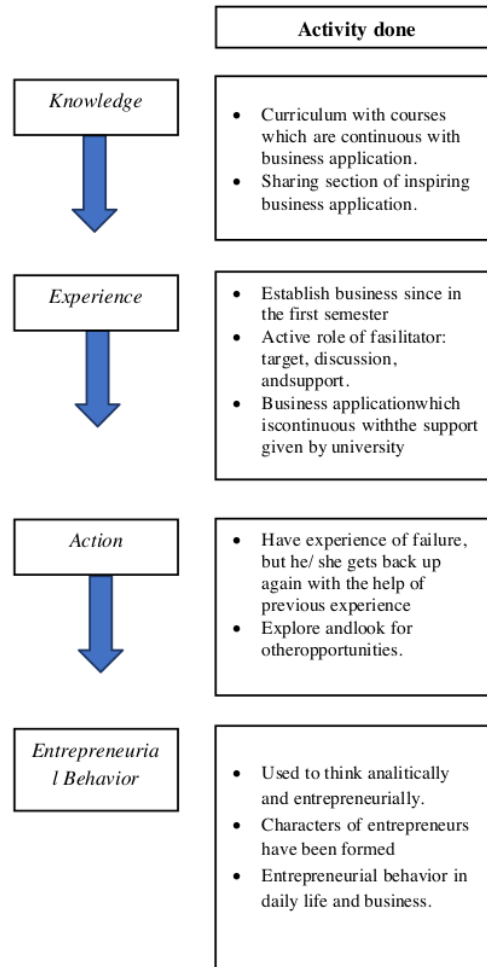 Activity done
Knowledge
• Curriculum with courses
which are continuous with
business application.
• Sharing section of inspiring
business application.
Experience
• Establish business since in
the first semester
• Active role of fasilitator:
target, discussion,
andsupport.
• Business applicationwhich
iscontinuous withthe support
given by university
Action
• Have experience of failure,
but he/ she gets back up
again with the help of
previous experience
• Explore andlook for
otheropportunities.
Entrepreneuria
l Behavior
• Used to think analitically
and entrepreneurially.
• Characters of entrepreneurs
have been formed
• Entrepreneurial behavior in
daily life and business.